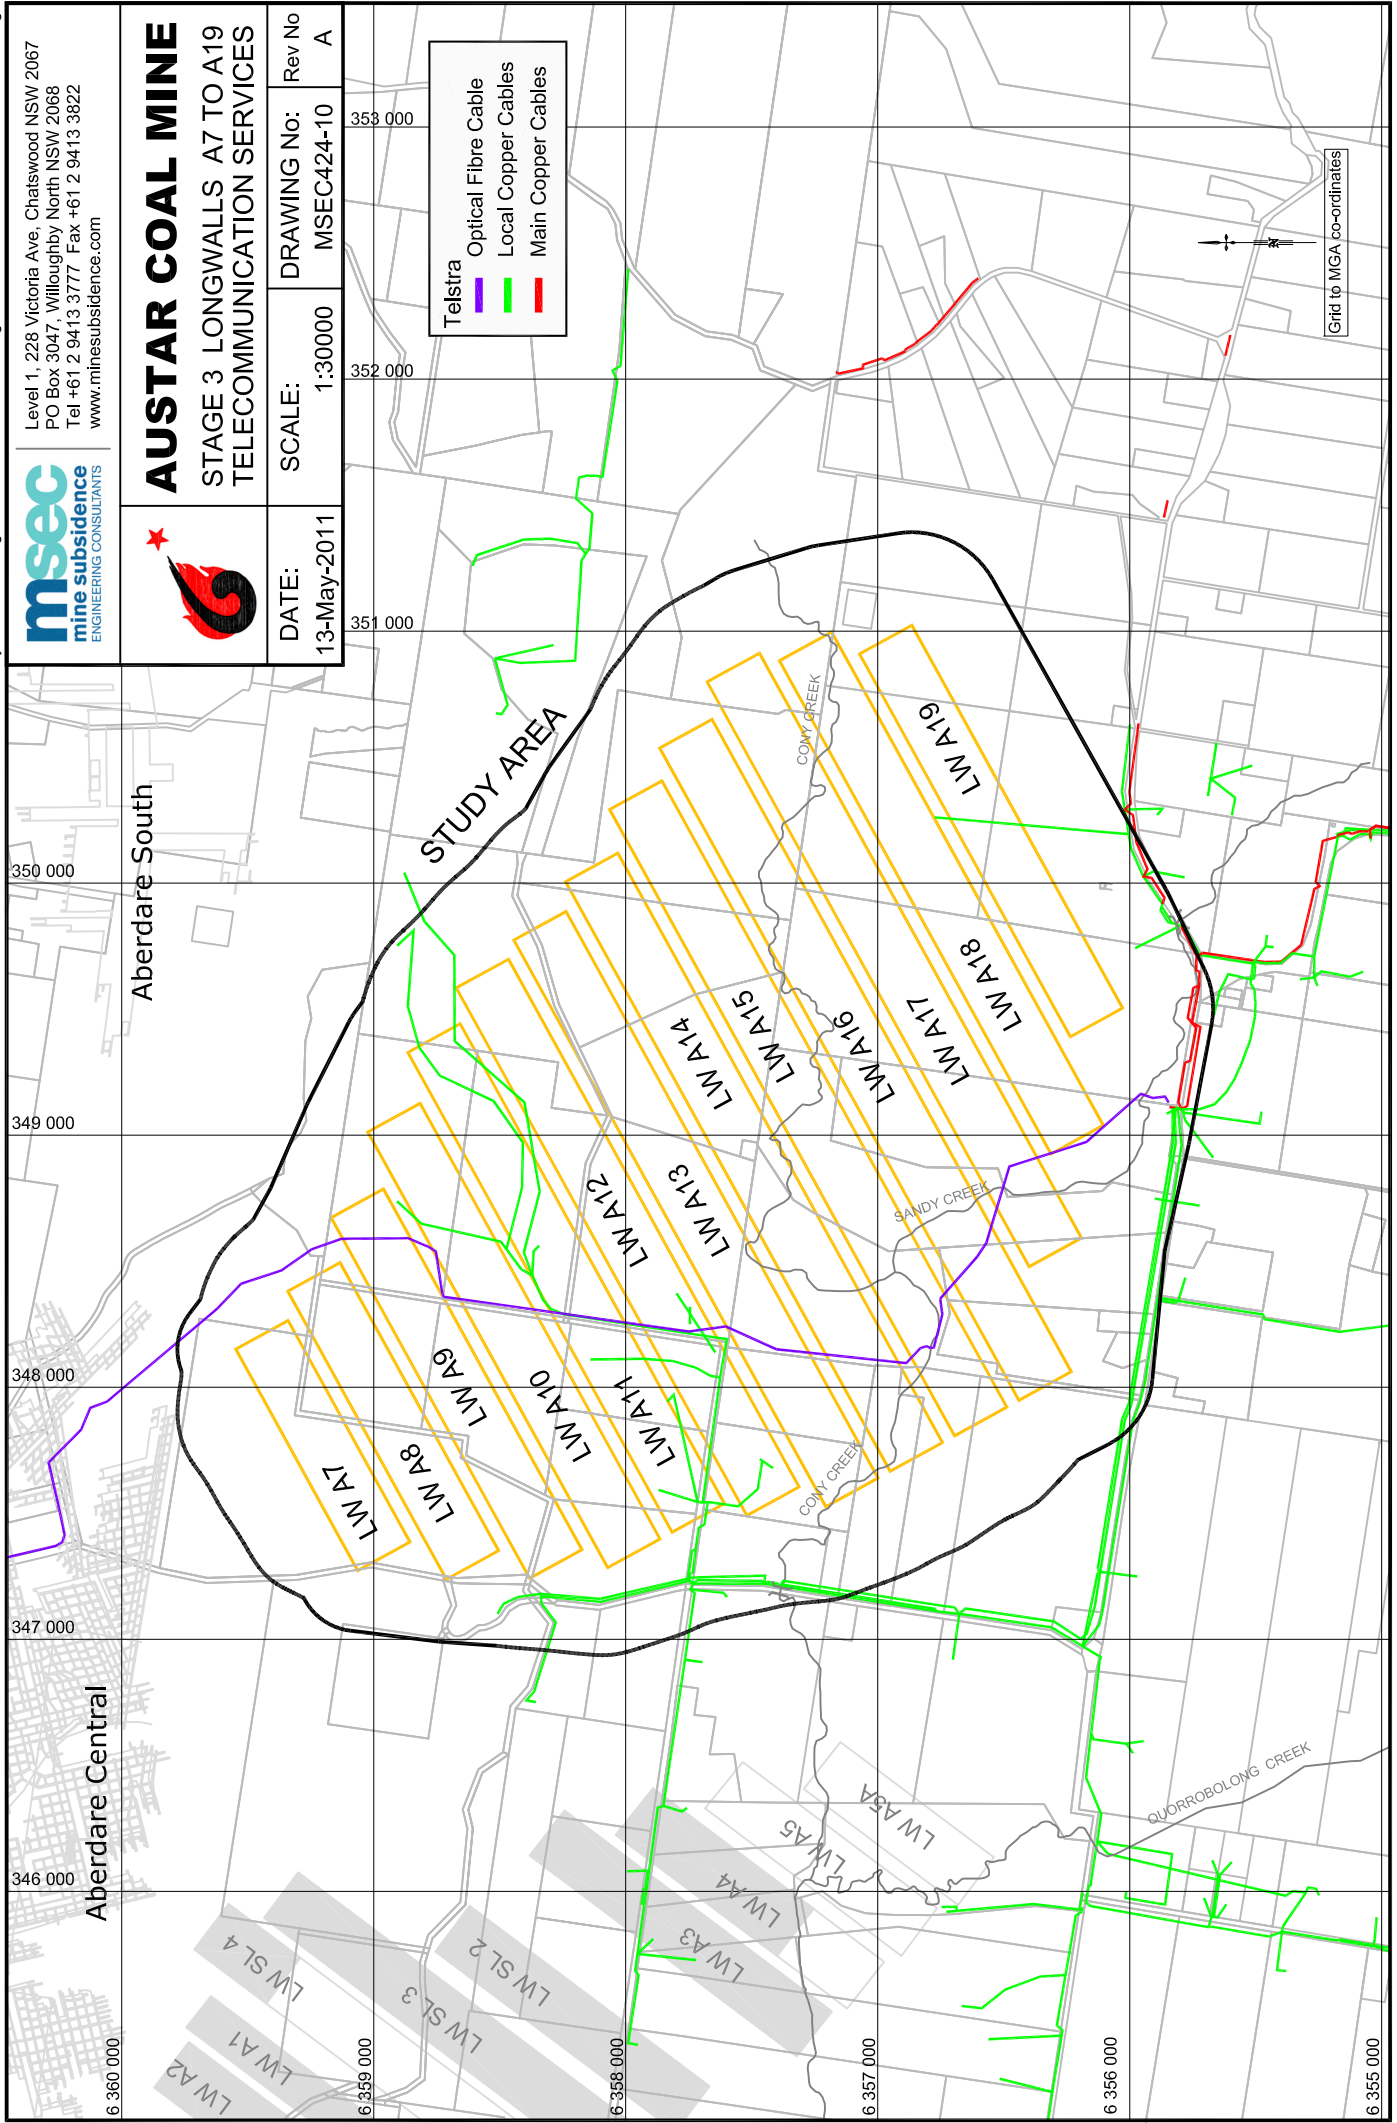 Level 1, 228 Victoria Ave, Chatswood NSW 2067
PO Box 3047, Willoughby North NSW 2068
Tel +61 2 9413 3777 Fax +61 2 9413 3822
www.minesubsidence.com
msec
mine subsidence
ENGINEERING CONSULTANTS
AUSTAR COAL MINE
STAGE 3 LONGWALLS A7 TO A19
TELECOMMUNICATION SERVICES
DATE:
13-May-2011
SCALE:
1:30000
DRAWING No:
MSEC424-10
Rev No
A
Telstra
Optical Fibre Cable
Local Copper Cables
Main Copper Cables
Aberdare Central
Aberdare South
STUDY AREA
346 000
347 000
348 000
349 000
350 000
351 000
352 000
353 000
6 360 000
6 359 000
6 358 000
6 357 000
6 356 000
6 355 000
LW A7
LW A8
LW A9
LW A10
LW A11
LW A12
LW A13
LW A14
LW A15
LW A16
LW A17
LW A18
LW A19
LW A2
LW A1
LW SL 4
LW SL 3
LW SL 2
LW A3
LW A4
LW A5
LW A5A
CONY CREEK
CONY CREEK
SANDY CREEK
QUORROBOLONG CREEK
N
Grid to MGA co-ordinates